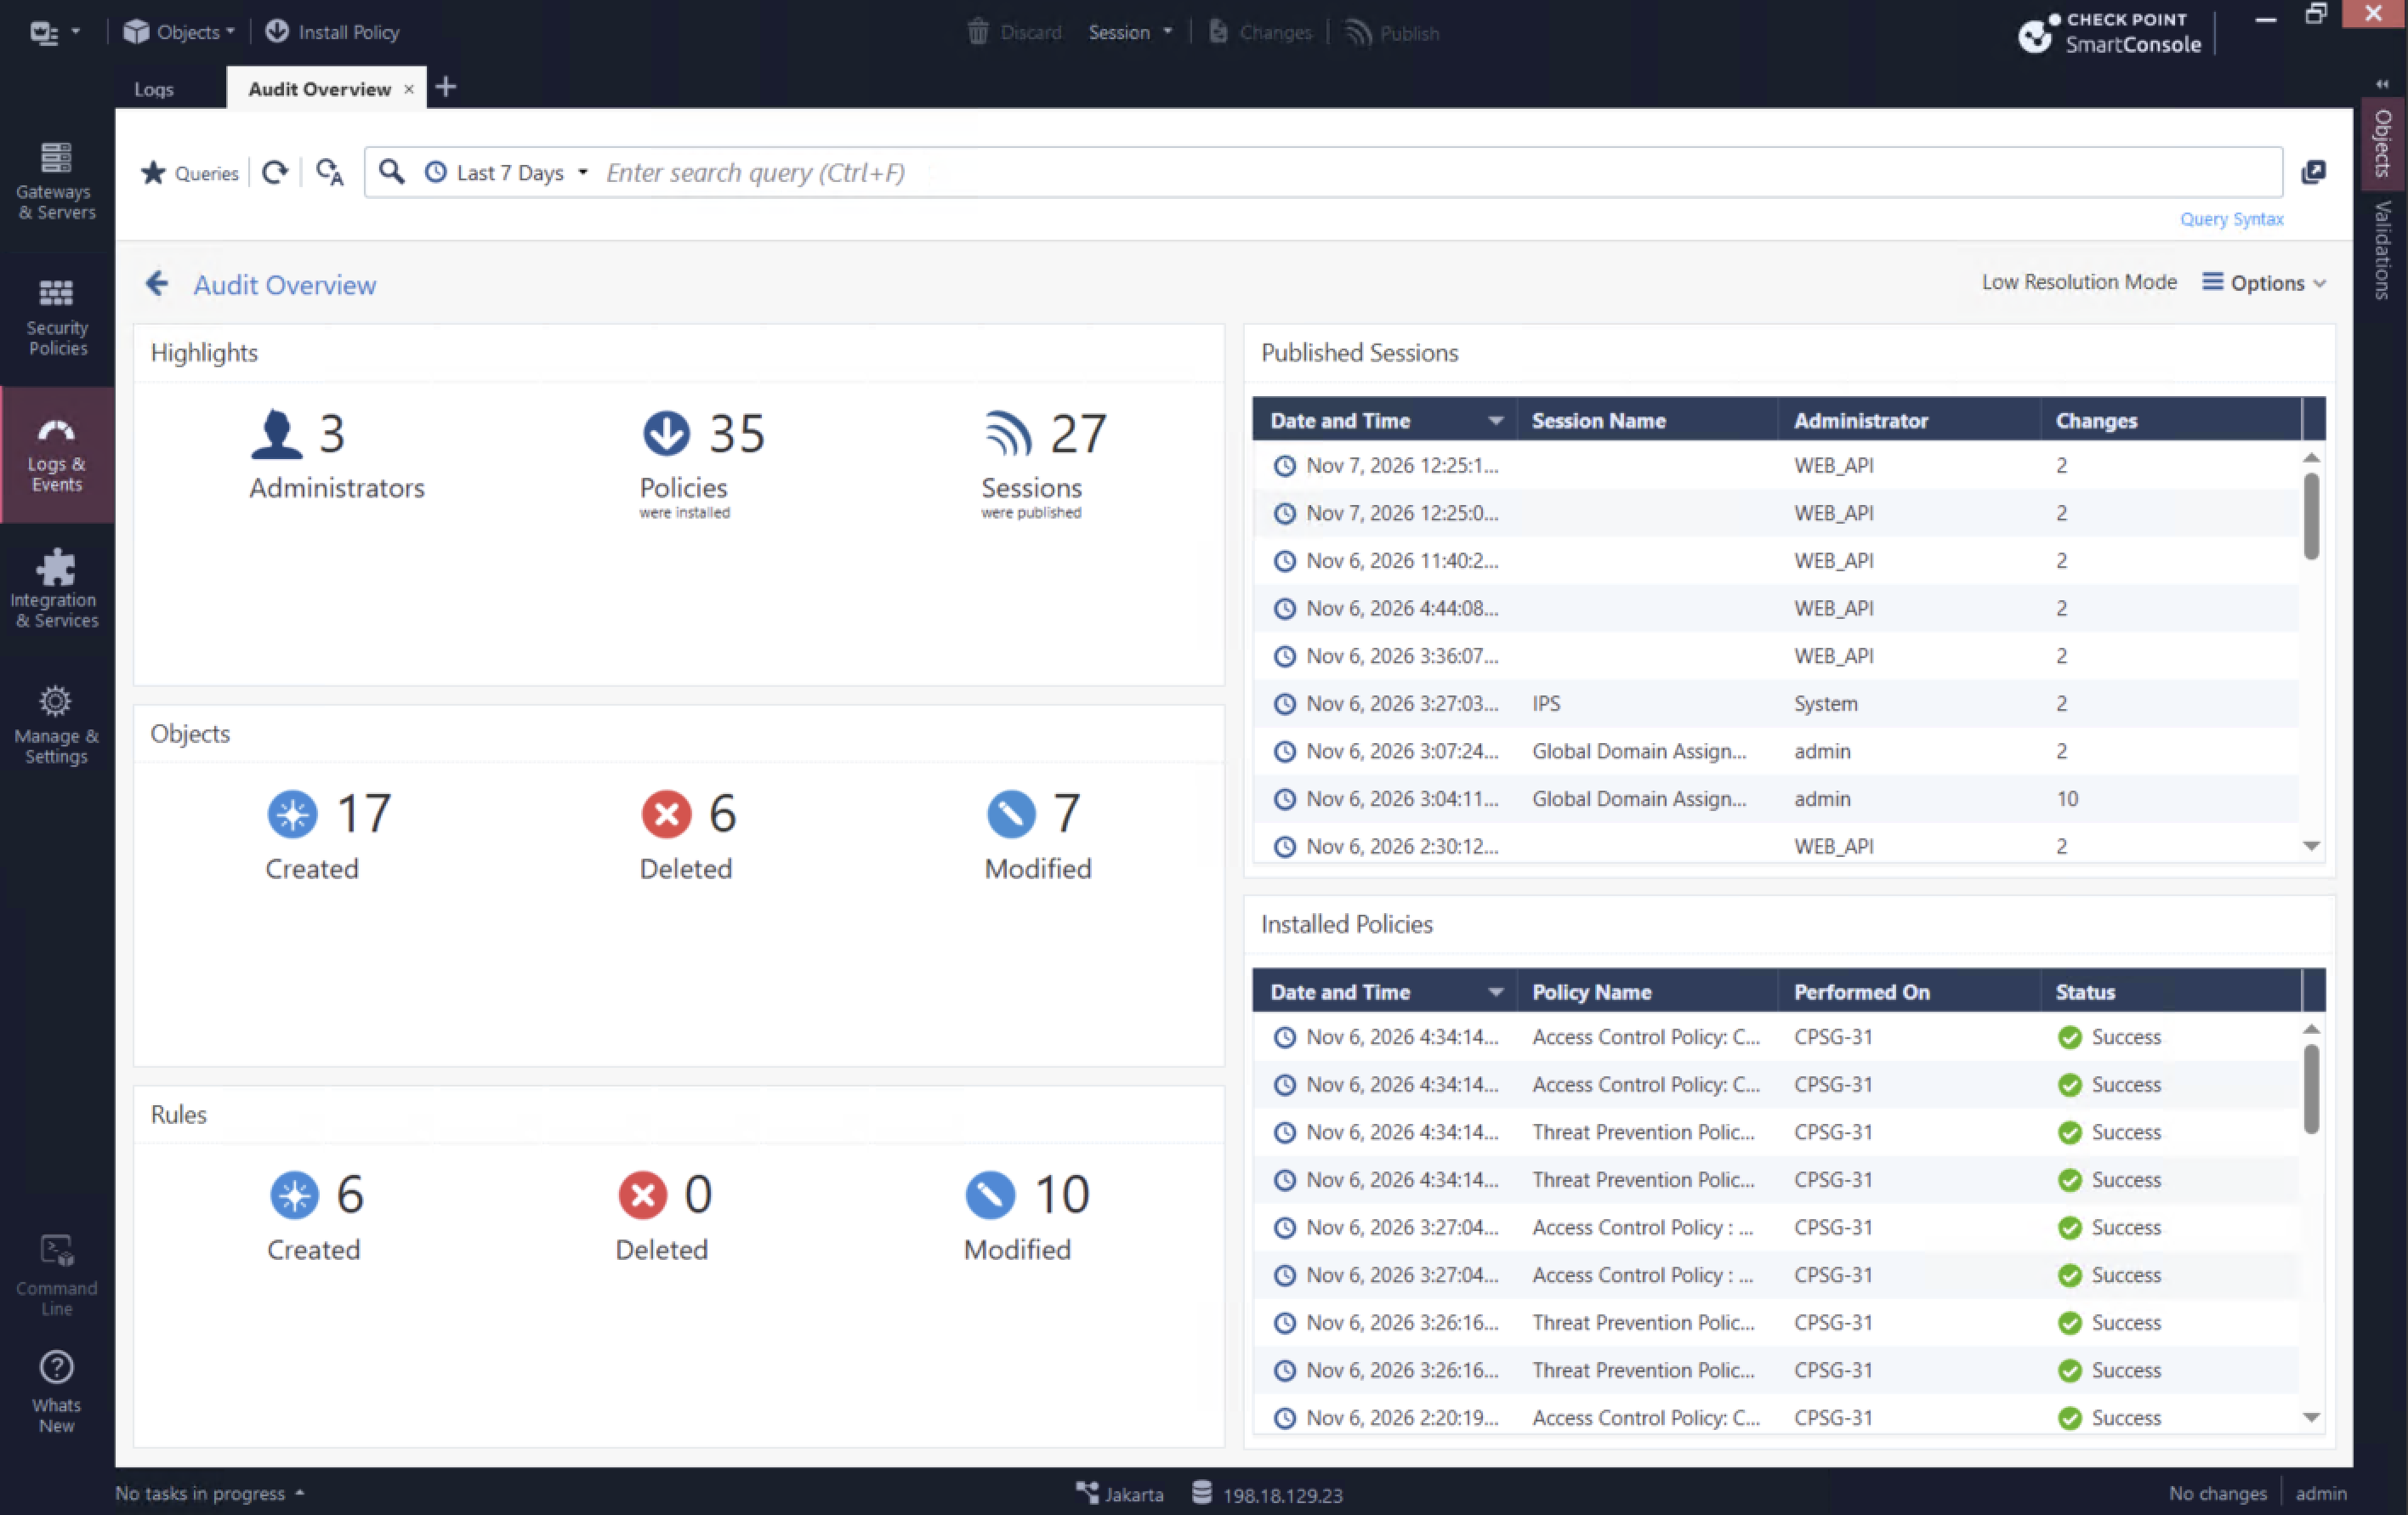 Objects
Install Policy
Discard
Session
Changes
Publish
CHECK POINT
SmartConsole
Logs
Audit Overview
Gateways
& Servers
Security
Policies
Logs &
Events
Integration
& Services
Manage &
Settings
Command
Line
Whats
New
Queries
Last 7 Days
Enter search query (Ctrl+F)
Query Syntax
Objects
Validations
Audit Overview
Low Resolution Mode
Options
Highlights
3
Administrators
35
Policies
were installed
27
Sessions
were published
Objects
17
Created
6
Deleted
7
Modified
Rules
6
Created
0
Deleted
10
Modified
Published Sessions
Date and Time Session Name Administrator Changes
Nov 7, 2026 12:25:1... WEB_API 2
Nov 7, 2026 12:25:0... WEB_API 2
Nov 6, 2026 11:40:2... WEB_API 2
Nov 6, 2026 4:44:08... WEB_API 2
Nov 6, 2026 3:36:07... WEB_API 2
Nov 6, 2026 3:27:03... IPS System 2
Nov 6, 2026 3:07:24... Global Domain Assign... admin 2
Nov 6, 2026 3:04:11... Global Domain Assign... admin 10
Nov 6, 2026 2:30:12... WEB_API 2
Installed Policies
Date and Time Policy Name Performed On Status
Nov 6, 2026 4:34:14... Access Control Policy: C... CPSG-31 Success
Nov 6, 2026 4:34:14... Access Control Policy: C... CPSG-31 Success
Nov 6, 2026 4:34:14... Threat Prevention Polic... CPSG-31 Success
Nov 6, 2026 4:34:14... Threat Prevention Polic... CPSG-31 Success
Nov 6, 2026 3:27:04... Access Control Policy : ... CPSG-31 Success
Nov 6, 2026 3:27:04... Access Control Policy : ... CPSG-31 Success
Nov 6, 2026 3:26:16... Threat Prevention Polic... CPSG-31 Success
Nov 6, 2026 3:26:16... Threat Prevention Polic... CPSG-31 Success
Nov 6, 2026 2:20:19... Access Control Policy: C... CPSG-31 Success
No tasks in progress
Jakarta
198.18.129.23
No changes
admin